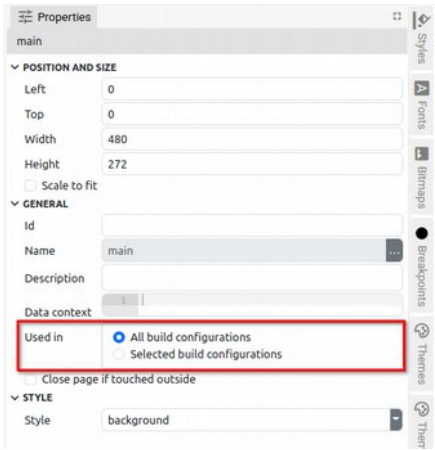 Properties
main
POSITION AND SIZE
Left 0
Top 0
Width 480
Height 272
Scale to fit
GENERAL
Id
Name main ...
Description
Data context 1
Used in All build configurations
Selected build configurations
Close page if touched outside
STYLE
Style background
Styles
Fonts
Bitmaps
Breakpoints
Themes
Them